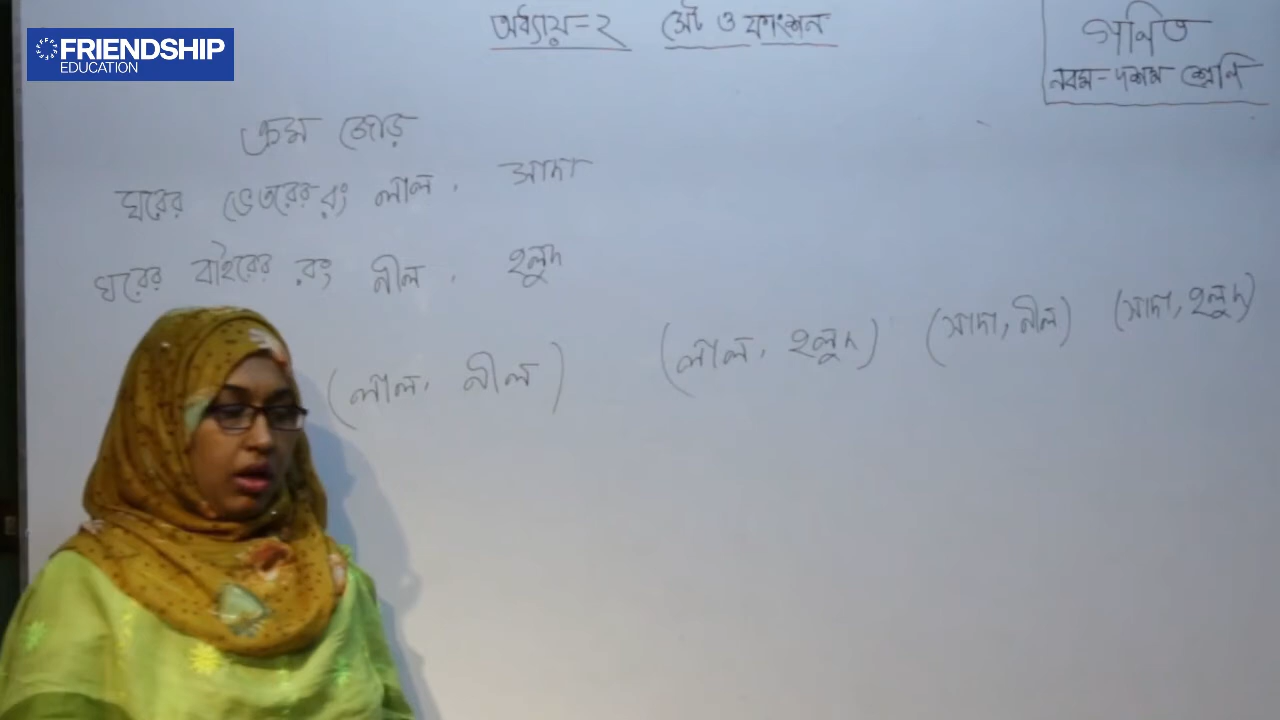 FRIENDSHIP
EDUCATION
অধ্যায়-২ সেট ও ফাংশন
গণিত
নবম-দশম শ্রেণি
ক্রম জোড়
ঘরের ভেতরের রং লাল, সাদা
ঘরের বাইরের রং নীল, হলুদ
(লাল, নীল) (লাল, হলুদ) (সাদা, নীল) (সাদা, হলুদ)